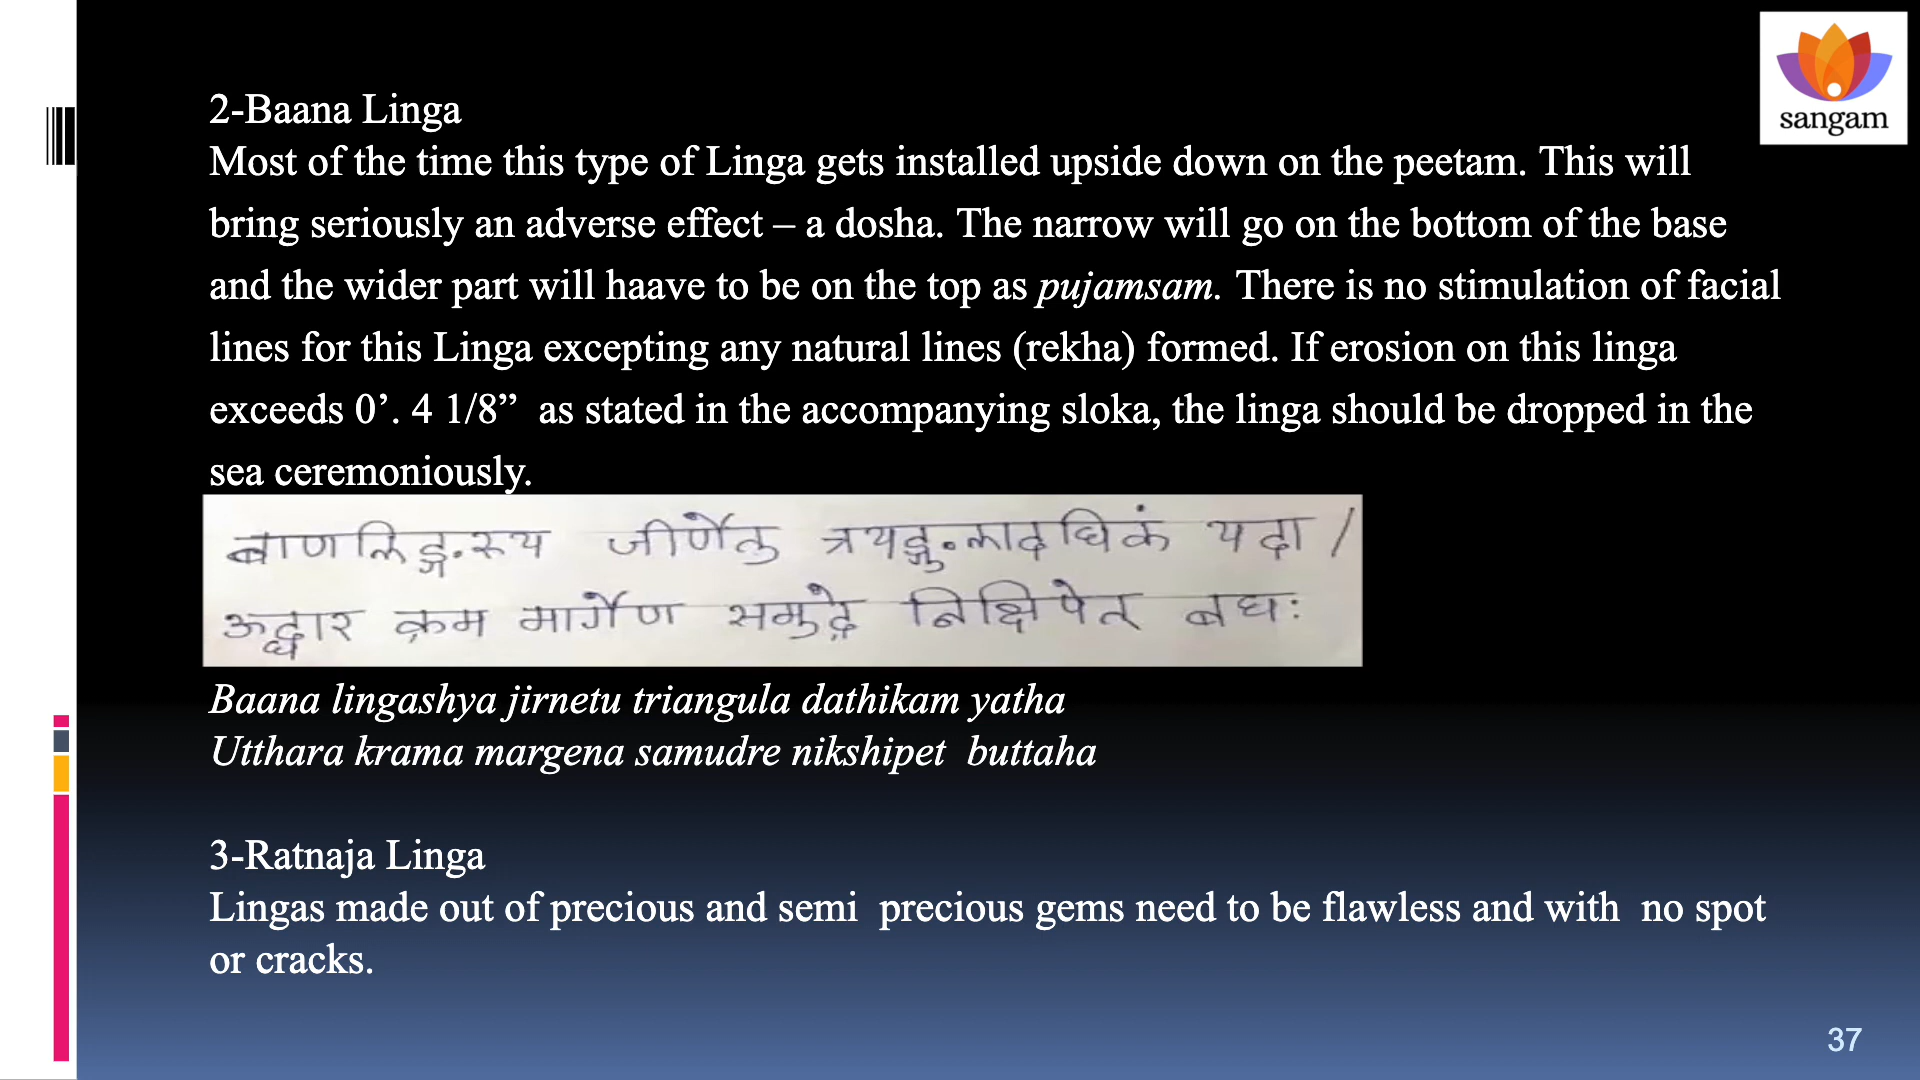 sangam
2-Baana Linga
Most of the time this type of Linga gets installed upside down on the peetam. This will
bring seriously an adverse effect – a dosha. The narrow will go on the bottom of the base
and the wider part will haave to be on the top as pujamsam. There is no stimulation of facial
lines for this Linga excepting any natural lines (rekha) formed. If erosion on this linga
exceeds 0’. 4 1/8”  as stated in the accompanying sloka, the linga should be dropped in the
sea ceremoniously.
बाणलिङ्गस्य जीर्णेतु त्रयङ्गुलादधिकं यदा /
ऊद्धार क्रम मार्गेण समुद्रे निक्षिपेत् बधः
Baana lingashya jirnetu triangula dathikam yatha
Utthara krama margena samudre nikshipet  buttaha
3-Ratnaja Linga
Lingas made out of precious and semi  precious gems need to be flawless and with  no spot
or cracks.
37